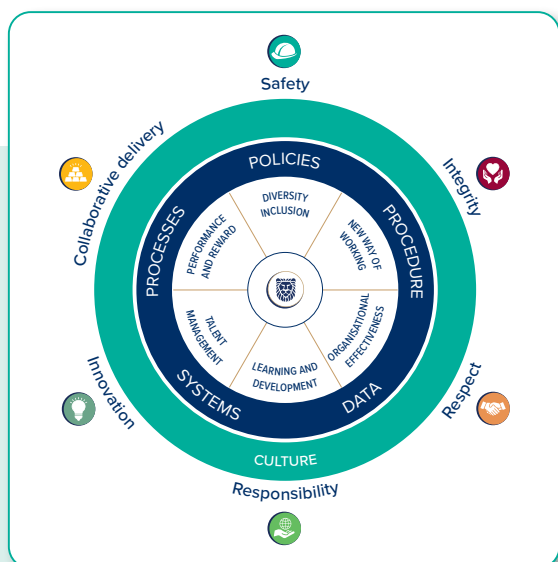 Safety
Collaborative delivery
Integrity
POLICIES
PROCESSES
PROCEDURE
DIVERSITY
INCLUSION
PERFORMANCE
AND REWARD
NEW WAY OF
WORKING
TALENT
MANAGEMENT
ORGANISATIONAL
EFFECTIVENESS
LEARNING AND
DEVELOPMENT
SYSTEMS
DATA
Innovation
Respect
CULTURE
Responsibility